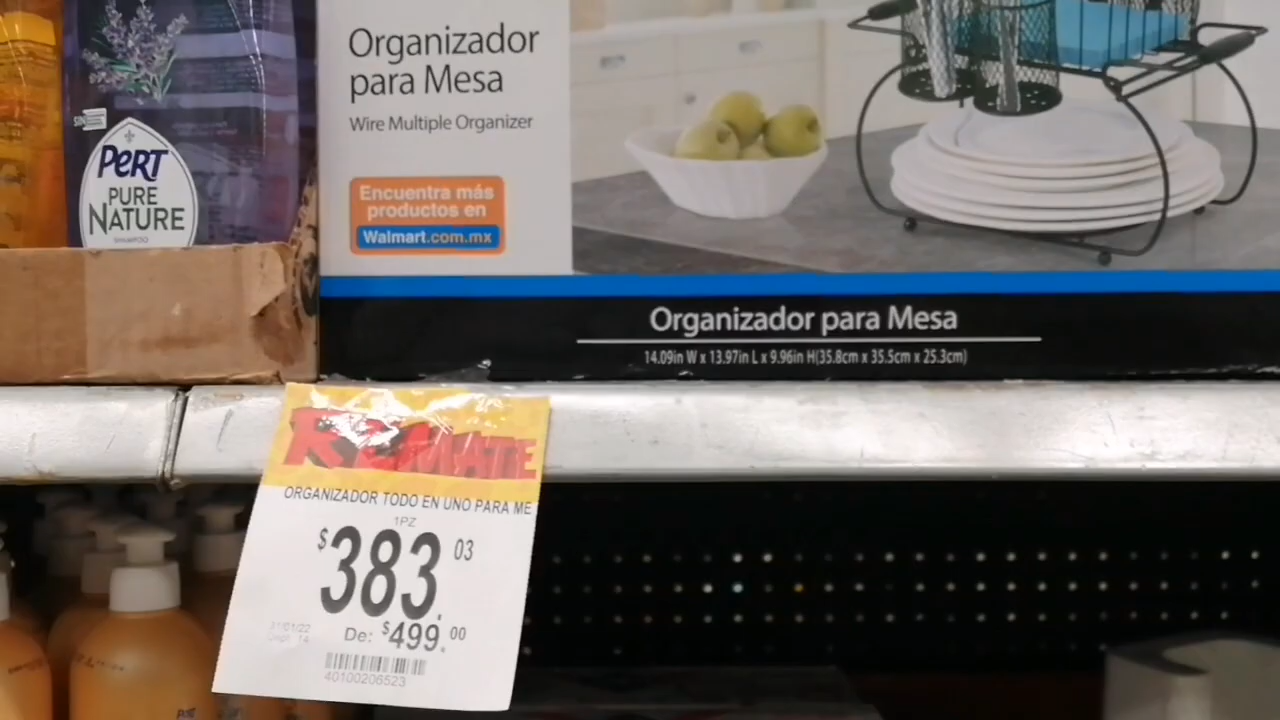 PeRT
PURE
NATURE
SHAMPOO
Organizador
para Mesa
Wire Multiple Organizer
Encuentra más
productos en
Walmart.com.mx
Organizador para Mesa
14.09in W x 13.97in L x 9.96in H(35.8cm x 35.5cm x 25.3cm)
REMATE
ORGANIZADOR TODO EN UNO PARA ME
1PZ
$383.03
De: $499.00
40100206523